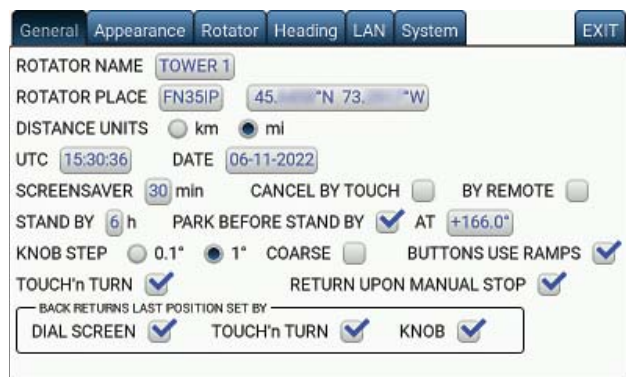 General Appearance Rotator Heading LAN System EXIT
ROTATOR NAME TOWER 1
ROTATOR PLACE FN35IP 45. °N 73. °W
DISTANCE UNITS km mi
UTC 15:30:36 DATE 06-11-2022
SCREENSAVER 30 min CANCEL BY TOUCH BY REMOTE
STAND BY 6 h PARK BEFORE STAND BY AT +166.0°
KNOB STEP 0.1° 1° COARSE BUTTONS USE RAMPS
TOUCH'n TURN RETURN UPON MANUAL STOP
BACK RETURNS LAST POSITION SET BY
DIAL SCREEN TOUCH'n TURN KNOB